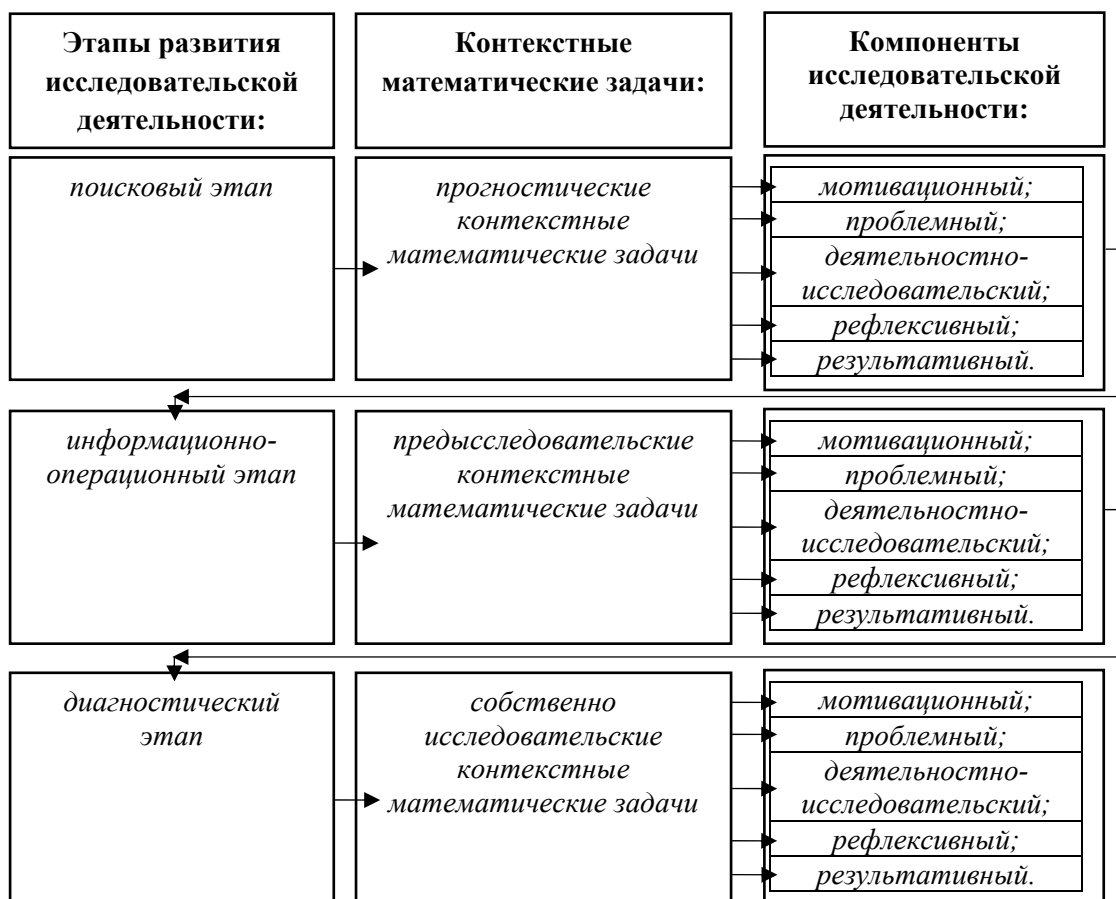 Этапы развития
исследовательской
деятельности:
Контекстные
математические задачи:
Компоненты
исследовательской
деятельности:
поисковый этап
прогностические
контекстные
математические задачи
мотивационный;
проблемный;
деятельностно-
исследовательский;
рефлексивный;
результативный.
информационно-
операционный этап
предысследовательские
контекстные
математические задачи
мотивационный;
проблемный;
деятельностно-
исследовательский;
рефлексивный;
результативный.
диагностический
этап
собственно
исследовательские
контекстные
математические задачи
мотивационный;
проблемный;
деятельностно-
исследовательский;
рефлексивный;
результативный.